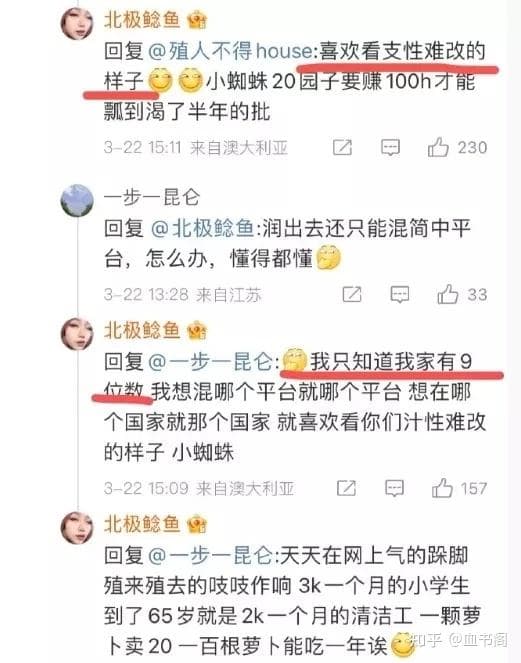 北极鲶鱼
回复@殖人不得house:喜欢看支性难改的
样子 小蜘蛛 20园子要赚100h才能
瓢到渴了半年的批
3-22 15:11 来自澳大利亚 230
一步一昆仑
回复@北极鲶鱼:润出去还只能混简中平
台，怎么办，懂得都懂
3-22 13:28 来自江苏 33
北极鲶鱼
回复@一步一昆仑: 我只知道我家有9
位数 我想混哪个平台就哪个平台 想在哪
个国家就那个国家 就喜欢看你们汁性难改
的样子 小蜘蛛
3-22 15:09 来自澳大利亚 157
北极鲶鱼
回复@一步一昆仑:天天在网上气的跺脚
殖来殖去的吱吱作响 3k一个月的小学生
到了65岁就是2k一个月的清洁工 一颗萝
卜卖20 一百根萝卜能吃一年诶
知乎 @血书阁